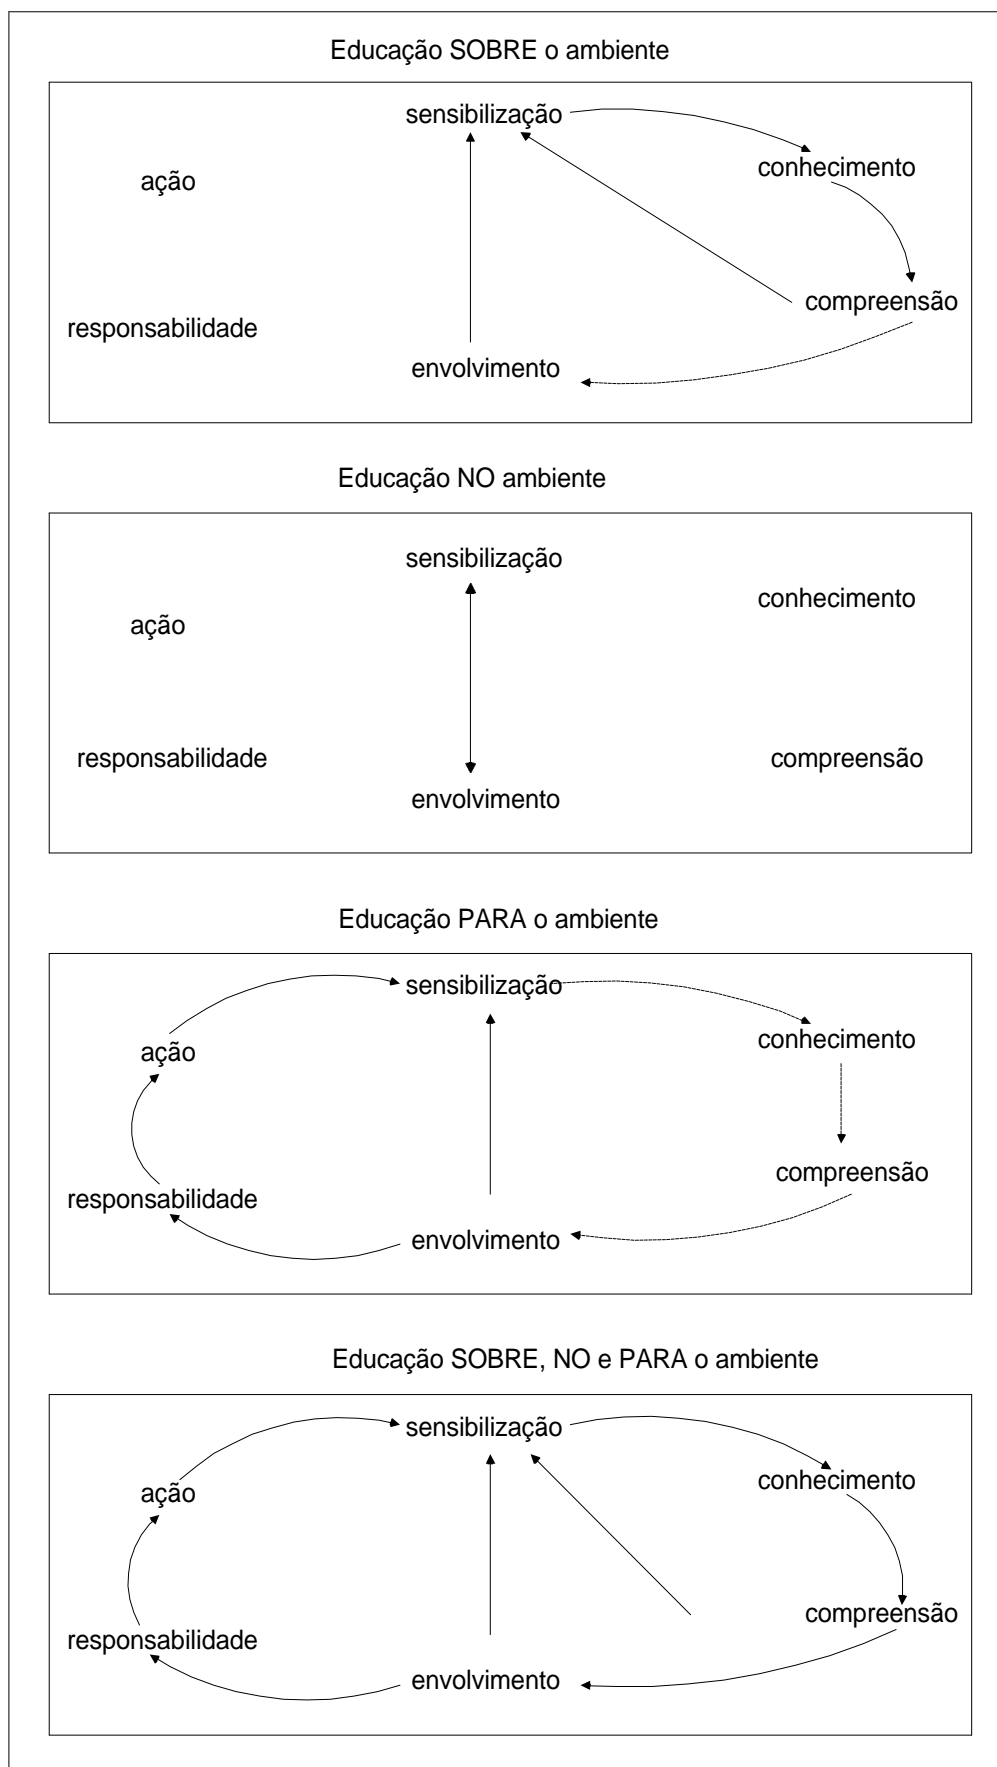 Educação SOBRE o ambiente
sensibilização
conhecimento
ação
compreensão
responsabilidade
envolvimento
Educação NO ambiente
sensibilização
conhecimento
ação
responsabilidade
compreensão
envolvimento
Educação PARA o ambiente
sensibilização
conhecimento
ação
compreensão
responsabilidade
envolvimento
Educação SOBRE, NO e PARA o ambiente
sensibilização
conhecimento
ação
compreensão
responsabilidade
envolvimento